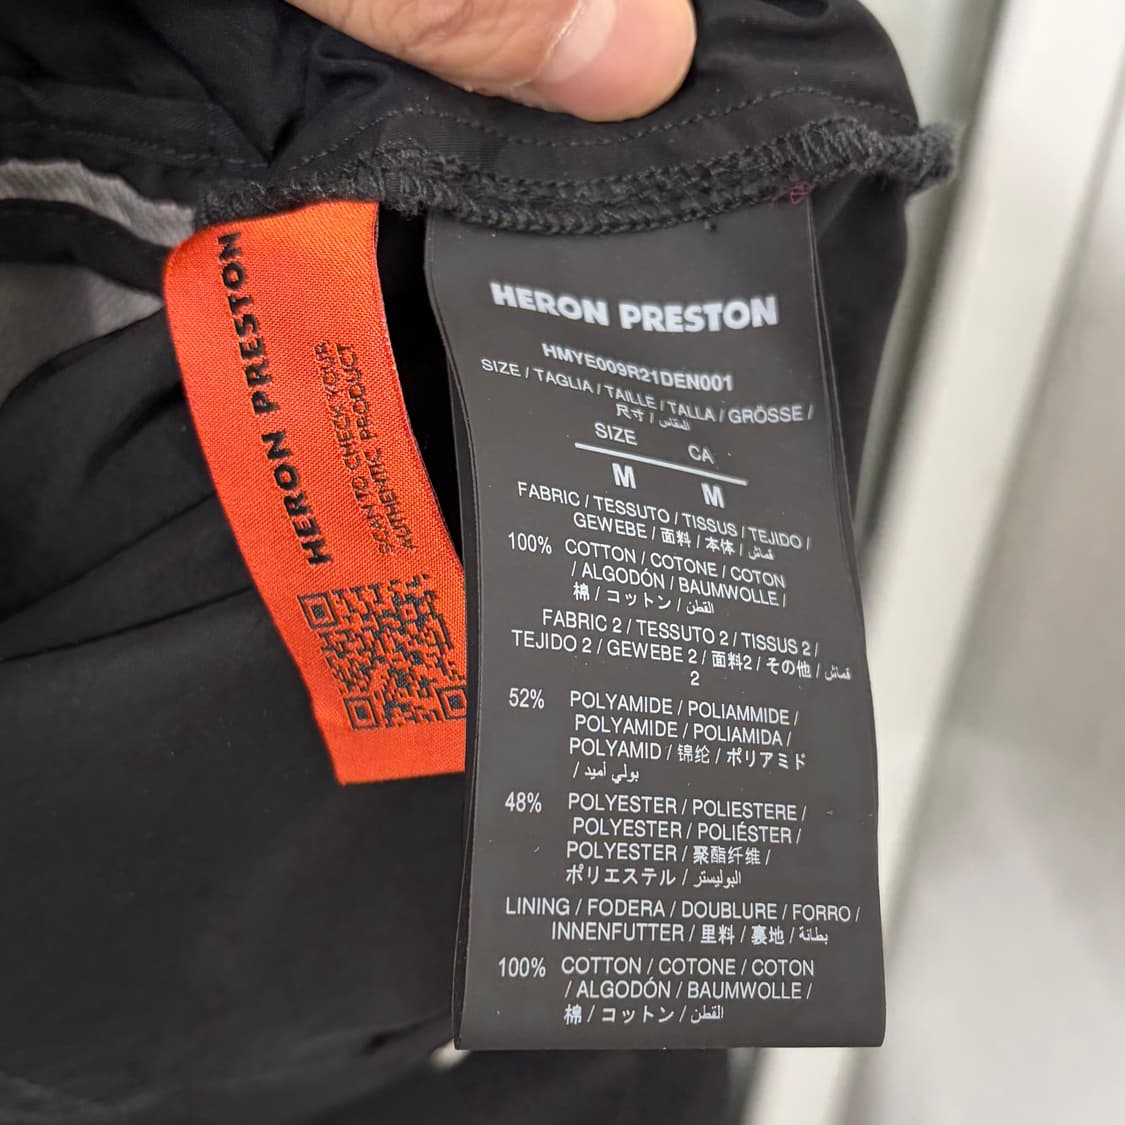 HERON PRESTON
SCAN TO CHECK YOUR
AUTHENTIC PRODUCT
HERON PRESTON
HMYE009R21DEN001
SIZE / TAGLIA / TAILLE / TALLA / GRÖSSE /
尺寸 / المقاس
SIZE CA
M M
FABRIC / TESSUTO / TISSUS / TEJIDO /
GEWEBE / 面料 / 本体 / قماش
100% COTTON / COTONE / COTON
/ ALGODÓN / BAUMWOLLE /
棉 / コットン / القطن
FABRIC 2 / TESSUTO 2 / TISSUS 2 /
TEJIDO 2 / GEWEBE 2 / 面料2 / その他 / قماش
2
52% POLYAMIDE / POLIAMMIDE /
POLYAMIDE / POLIAMIDA /
POLYAMID / 锦纶 / ポリアミド
/ بولي أميد
48% POLYESTER / POLIESTERE /
POLYESTER / POLIÉSTER /
POLYESTER / 聚酯纤维 /
ポリエステル / البوليستر
LINING / FODERA / DOUBLURE / FORRO /
INNENFUTTER / 里料 / 裏地 / بطانة
100% COTTON / COTONE / COTON
/ ALGODÓN / BAUMWOLLE /
棉 / コットン / القطن